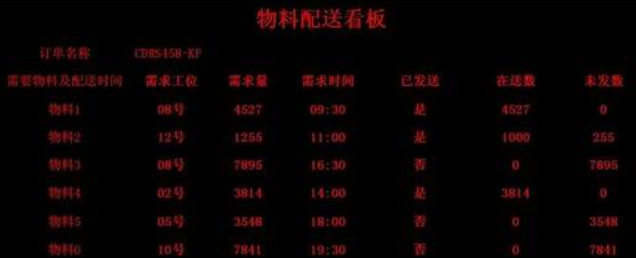 物料配送看板
订单名称 CDRS458-KF
需要物料及配送时间 需求工位 需求量 需求时间 已发送 在送数 未发数
物料1 08号 4527 09:30 是 4527 0
物料2 12号 1255 11:00 是 1000 255
物料3 08号 7895 16:30 否 0 7895
物料4 02号 3814 14:00 是 3814 0
物料5 05号 3548 18:00 否 0 3548
物料6 10号 7841 19:30 否 0 7841